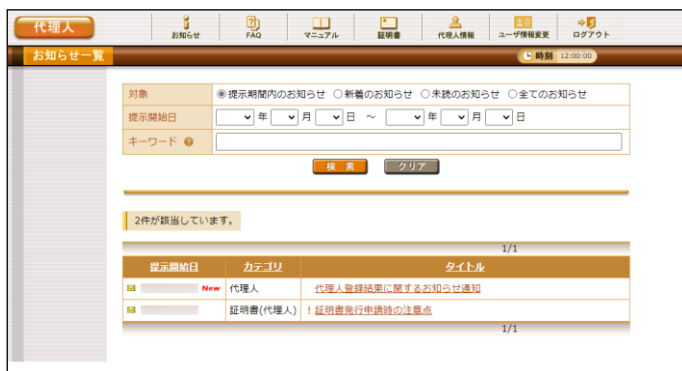 代理人
お知らせ FAQ マニュアル 証明書 代理人情報 ユーザ情報変更 ログアウト
お知らせ一覧 時刻 12:00:00
対象 提示期間内のお知らせ 新着のお知らせ 未読のお知らせ 全てのお知らせ
提示開始日 年 月 日 ～ 年 月 日
キーワード ?
検 索 クリア
2件が該当しています。
1/1
提示開始日 カテゴリ タイトル
New 代理人 代理人登録結果に関するお知らせ通知
証明書(代理人) ! 証明書発行申請時の注意点
1/1